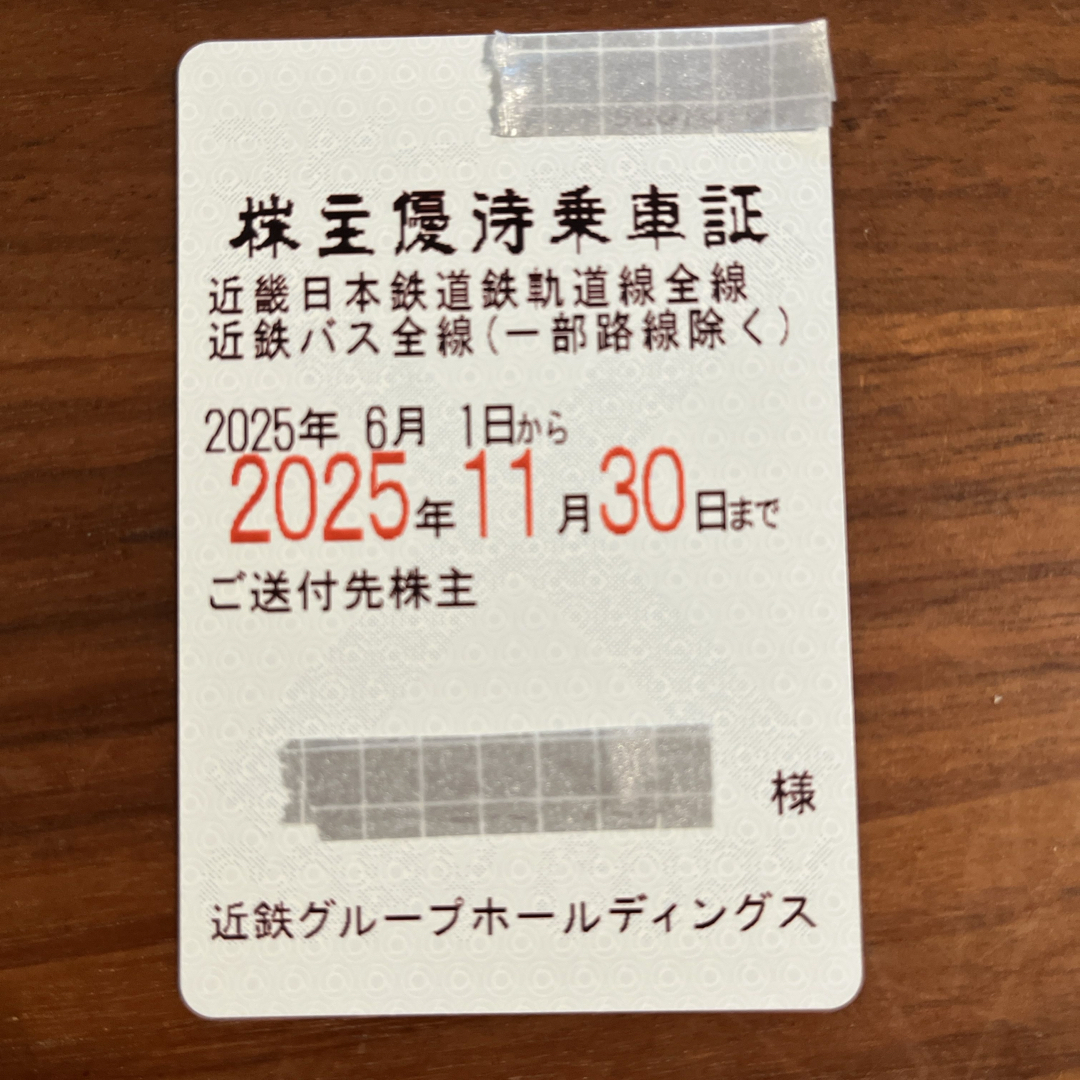 株主優待乗車証
近畿日本鉄道鉄軌道線全線
近鉄バス全線(一部路線除く)
2025年 6月 1日から
2025年11月30日まで
ご送付先株主
様
近鉄グループホールディングス